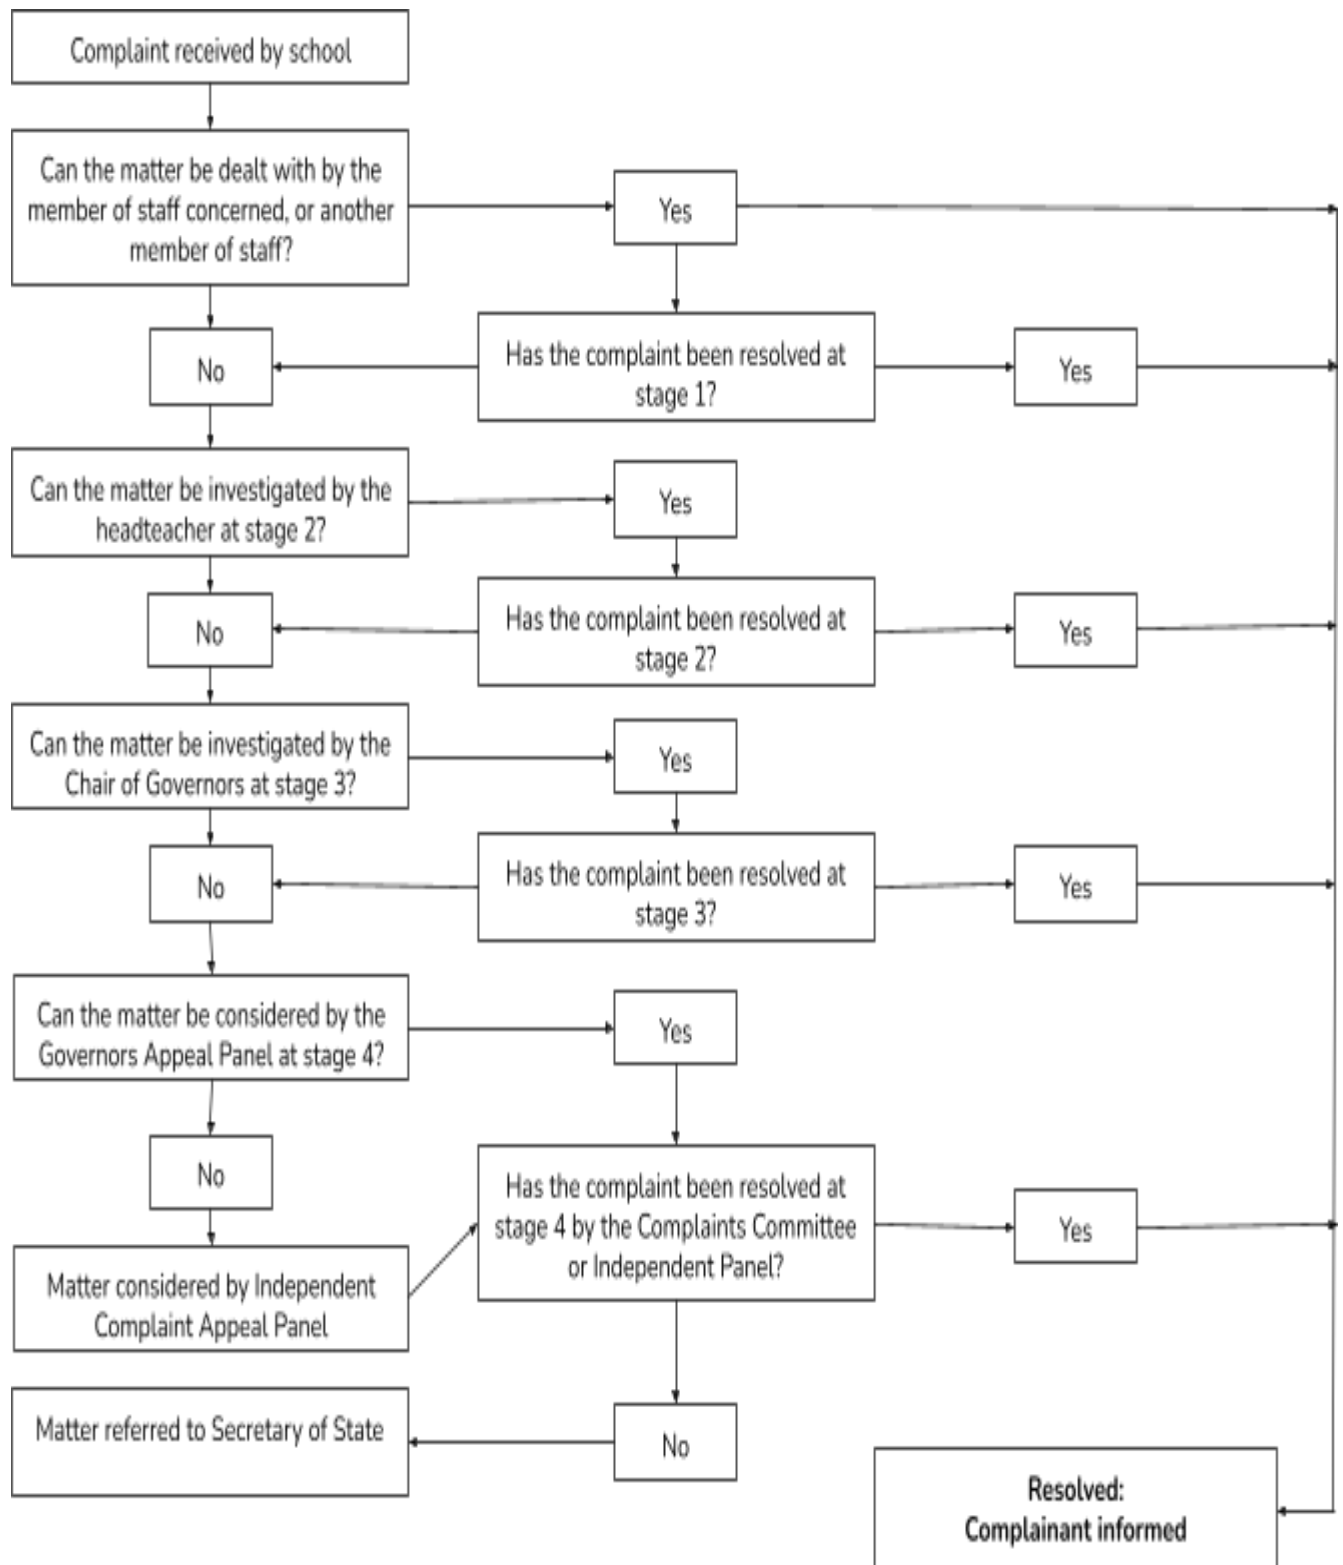 Complaint received by school
Can the matter be dealt with by the
member of staff concerned, or another
member of staff?
Yes
No
Has the complaint been resolved at
stage 1?
Yes
Can the matter be investigated by the
headteacher at stage 2?
Yes
No
Has the complaint been resolved at
stage 2?
Yes
Can the matter be investigated by the
Chair of Governors at stage 3?
Yes
No
Has the complaint been resolved at
stage 3?
Yes
Can the matter be considered by the
Governors Appeal Panel at stage 4?
Yes
No
Has the complaint been resolved at
stage 4 by the Complaints Committee
or Independent Panel?
Yes
Matter considered by Independent
Complaint Appeal Panel
Matter referred to Secretary of State
No
Resolved:
Complainant informed